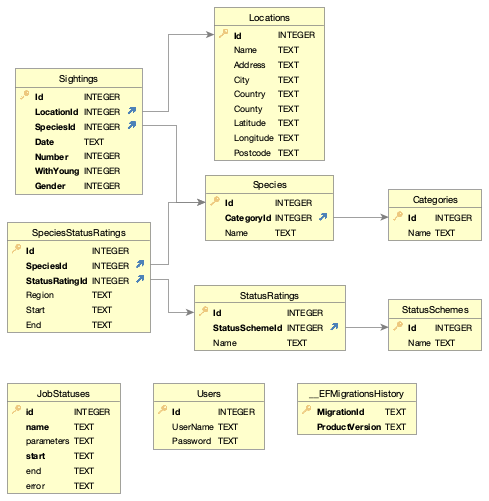 Locations
Id INTEGER
Name TEXT
Address TEXT
City TEXT
Country TEXT
County TEXT
Latitude TEXT
Longitude TEXT
Postcode TEXT
Sightings
Id INTEGER
LocationId INTEGER
SpeciesId INTEGER
Date TEXT
Number INTEGER
WithYoung INTEGER
Gender INTEGER
Species
Id INTEGER
CategoryId INTEGER
Name TEXT
Categories
Id INTEGER
Name TEXT
SpeciesStatusRatings
Id INTEGER
SpeciesId INTEGER
StatusRatingId INTEGER
Region TEXT
Start TEXT
End TEXT
StatusRatings
Id INTEGER
StatusSchemeId INTEGER
Name TEXT
StatusSchemes
Id INTEGER
Name TEXT
JobStatuses
id INTEGER
name TEXT
parameters TEXT
start TEXT
end TEXT
error TEXT
Users
Id INTEGER
UserName TEXT
Password TEXT
__EFMigrationsHistory
MigrationId TEXT
ProductVersion TEXT